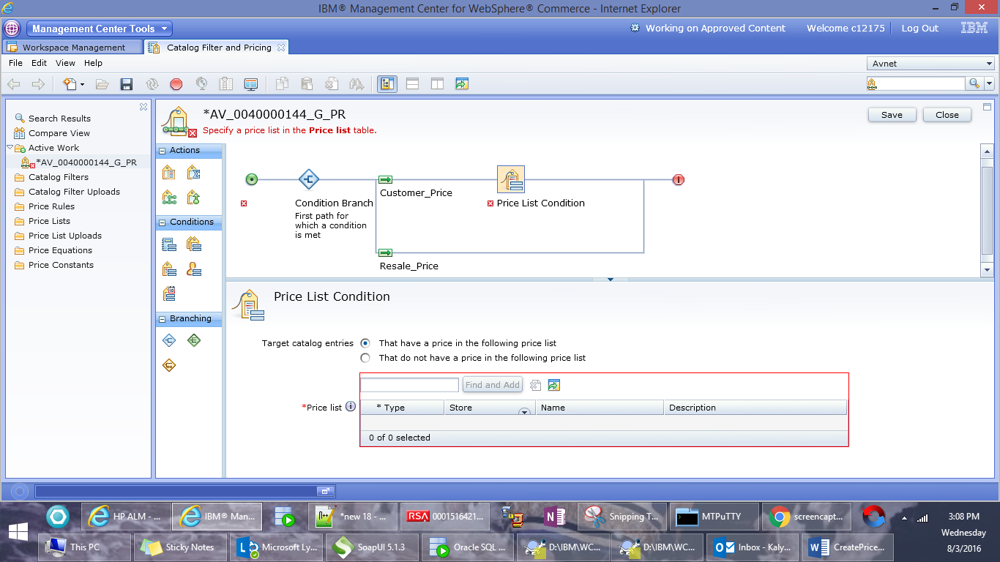 IBM® Management Center for WebSphere® Commerce - Internet Explorer
Management Center Tools
Working on Approved Content
Welcome c12175
Log Out
IBM
Workspace Management
Catalog Filter and Pricing
File Edit View Help
Avnet
*AV_0040000144_G_PR
Specify a price list in the Price list table.
Save
Close
Search Results
Compare View
Active Work
*AV_0040000144_G_PR
Catalog Filters
Catalog Filter Uploads
Price Rules
Price Lists
Price List Uploads
Price Equations
Price Constants
Actions
Conditions
Branching
Condition Branch
First path for
which a condition
is met
Customer_Price
Price List Condition
Resale_Price
Price List Condition
Target catalog entries
That have a price in the following price list
That do not have a price in the following price list
Find and Add
*Price list
* Type
Store
Name
Description
0 of 0 selected
HP ALM - ...
IBM® Man...
*new 18 - ...
RSA 0001516421...
Snipping T...
MTPuTTY
screencapt...
3:08 PM
This PC
Sticky Notes
Microsoft Ly...
SoapUI 5.1.3
Oracle SQL ...
D:\IBM\WC...
D:\IBM\WC...
Inbox - Kaly...
CreatePrice...
Wednesday
8/3/2016